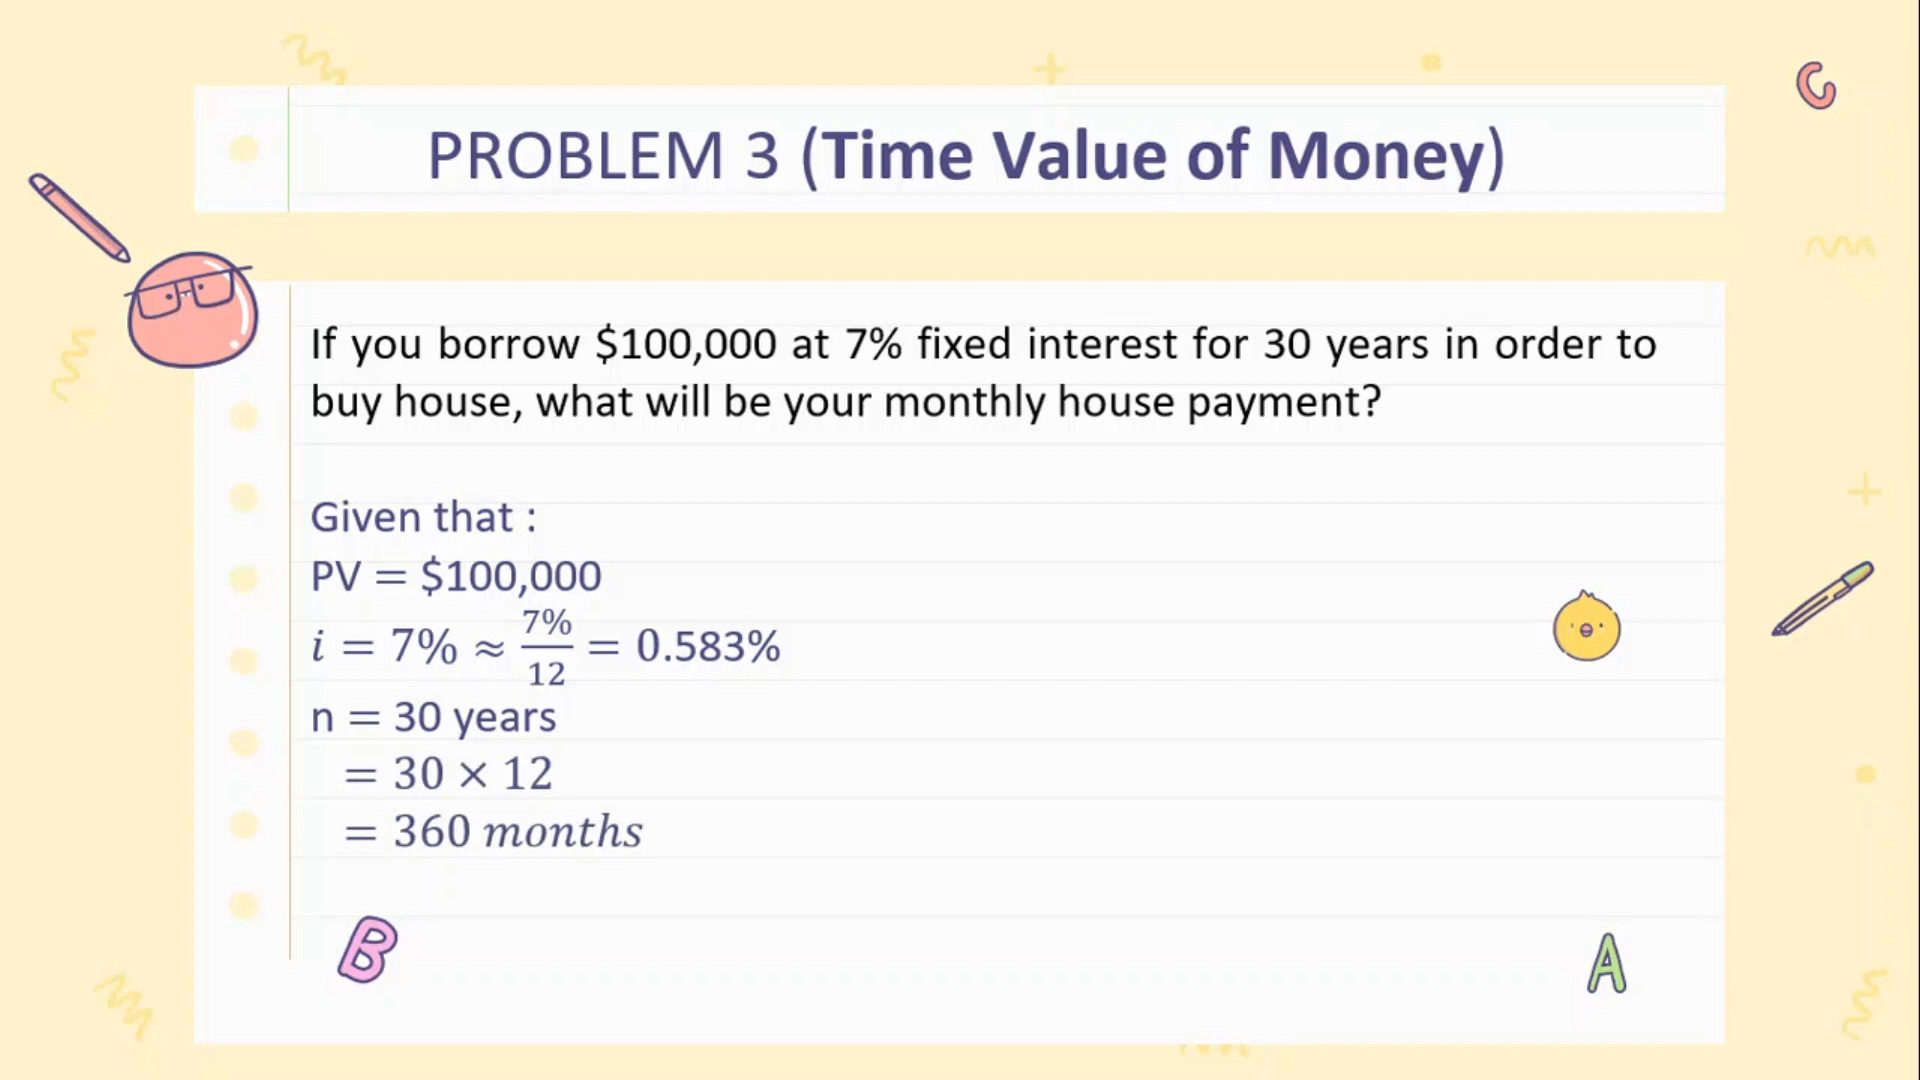 C
PROBLEM 3 (Time Value of Money)
If you borrow $100,000 at 7% fixed interest for 30 years in order to
buy house, what will be your monthly house payment?
Given that :
PV = $100,000
i = 7% ≈ 7%/12 = 0.583%
n = 30 years
= 30 × 12
= 360 months
B
A